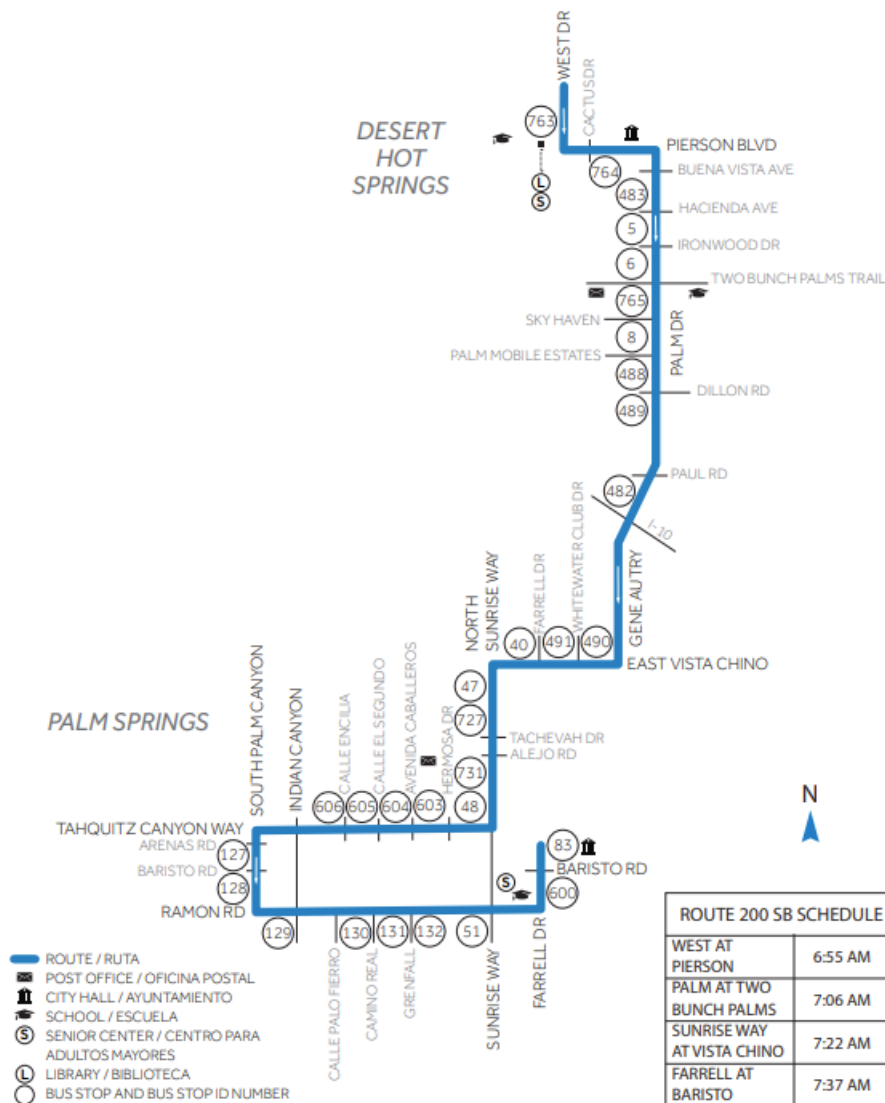 WEST DR
CACTUS DR
763
DESERT
HOT
SPRINGS
PIERSON BLVD
764
BUENA VISTA AVE
L
S
483
HACIENDA AVE
5
IRONWOOD DR
6
TWO BUNCH PALMS TRAIL
765
SKY HAVEN
8
PALM DR
PALM MOBILE ESTATES
488
DILLON RD
489
PAUL RD
482
I-10
WHITEWATER CLUB DR
FARRELL DR
GENE AUTRY
NORTH
SUNRISE WAY
40
491
490
EAST VISTA CHINO
47
727
PALM SPRINGS
SOUTH PALM CANYON
INDIAN CANYON
CALLE ENCILIA
CALLE EL SEGUNDO
AVENIDA CABALLEROS
HERMOSA DR
TACHEVAH DR
ALEJO RD
731
606
605
604
603
48
N
TAHQUITZ CANYON WAY
ARENAS RD
127
BARISTO RD
128
RAMON RD
83
BARISTO RD
S
600
129
130
131
132
51
CALLE PALO FIERRO
CAMINO REAL
GRENFALL
SUNRISE WAY
FARRELL DR
ROUTE / RUTA
POST OFFICE / OFICINA POSTAL
CITY HALL / AYUNTAMIENTO
SCHOOL / ESCUELA
S SENIOR CENTER / CENTRO PARA
ADULTOS MAYORES
L LIBRARY / BIBLIOTECA
BUS STOP AND BUS STOP ID NUMBER
ROUTE 200 SB SCHEDULE
WEST AT
PIERSON 6:55 AM
PALM AT TWO
BUNCH PALMS 7:06 AM
SUNRISE WAY
AT VISTA CHINO 7:22 AM
FARRELL AT
BARISTO 7:37 AM